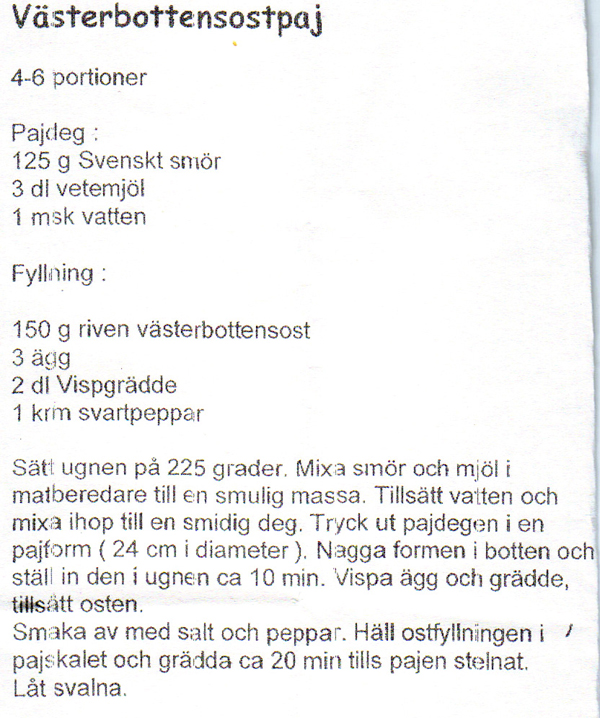 Västerbottensostpaj
4-6 portioner
Pajdeg :
125 g Svenskt smör
3 dl vetemjöl
1 msk vatten
Fyllning :
150 g riven västerbottensost
3 ägg
2 dl Vispgrädde
1 krm svartpeppar
Sätt ugnen på 225 grader. Mixa smör och mjöl i
matberedare till en smulig massa. Tillsätt vatten och
mixa ihop till en smidig deg. Tryck ut pajdegen i en
pajform ( 24 cm i diameter ). Nagga formen i botten och
ställ in den i ugnen ca 10 min. Vispa ägg och grädde,
tillsätt osten.
Smaka av med salt och peppar. Häll ostfyllningen i
pajskalet och grädda ca 20 min tills pajen stelnat.
Låt svalna.